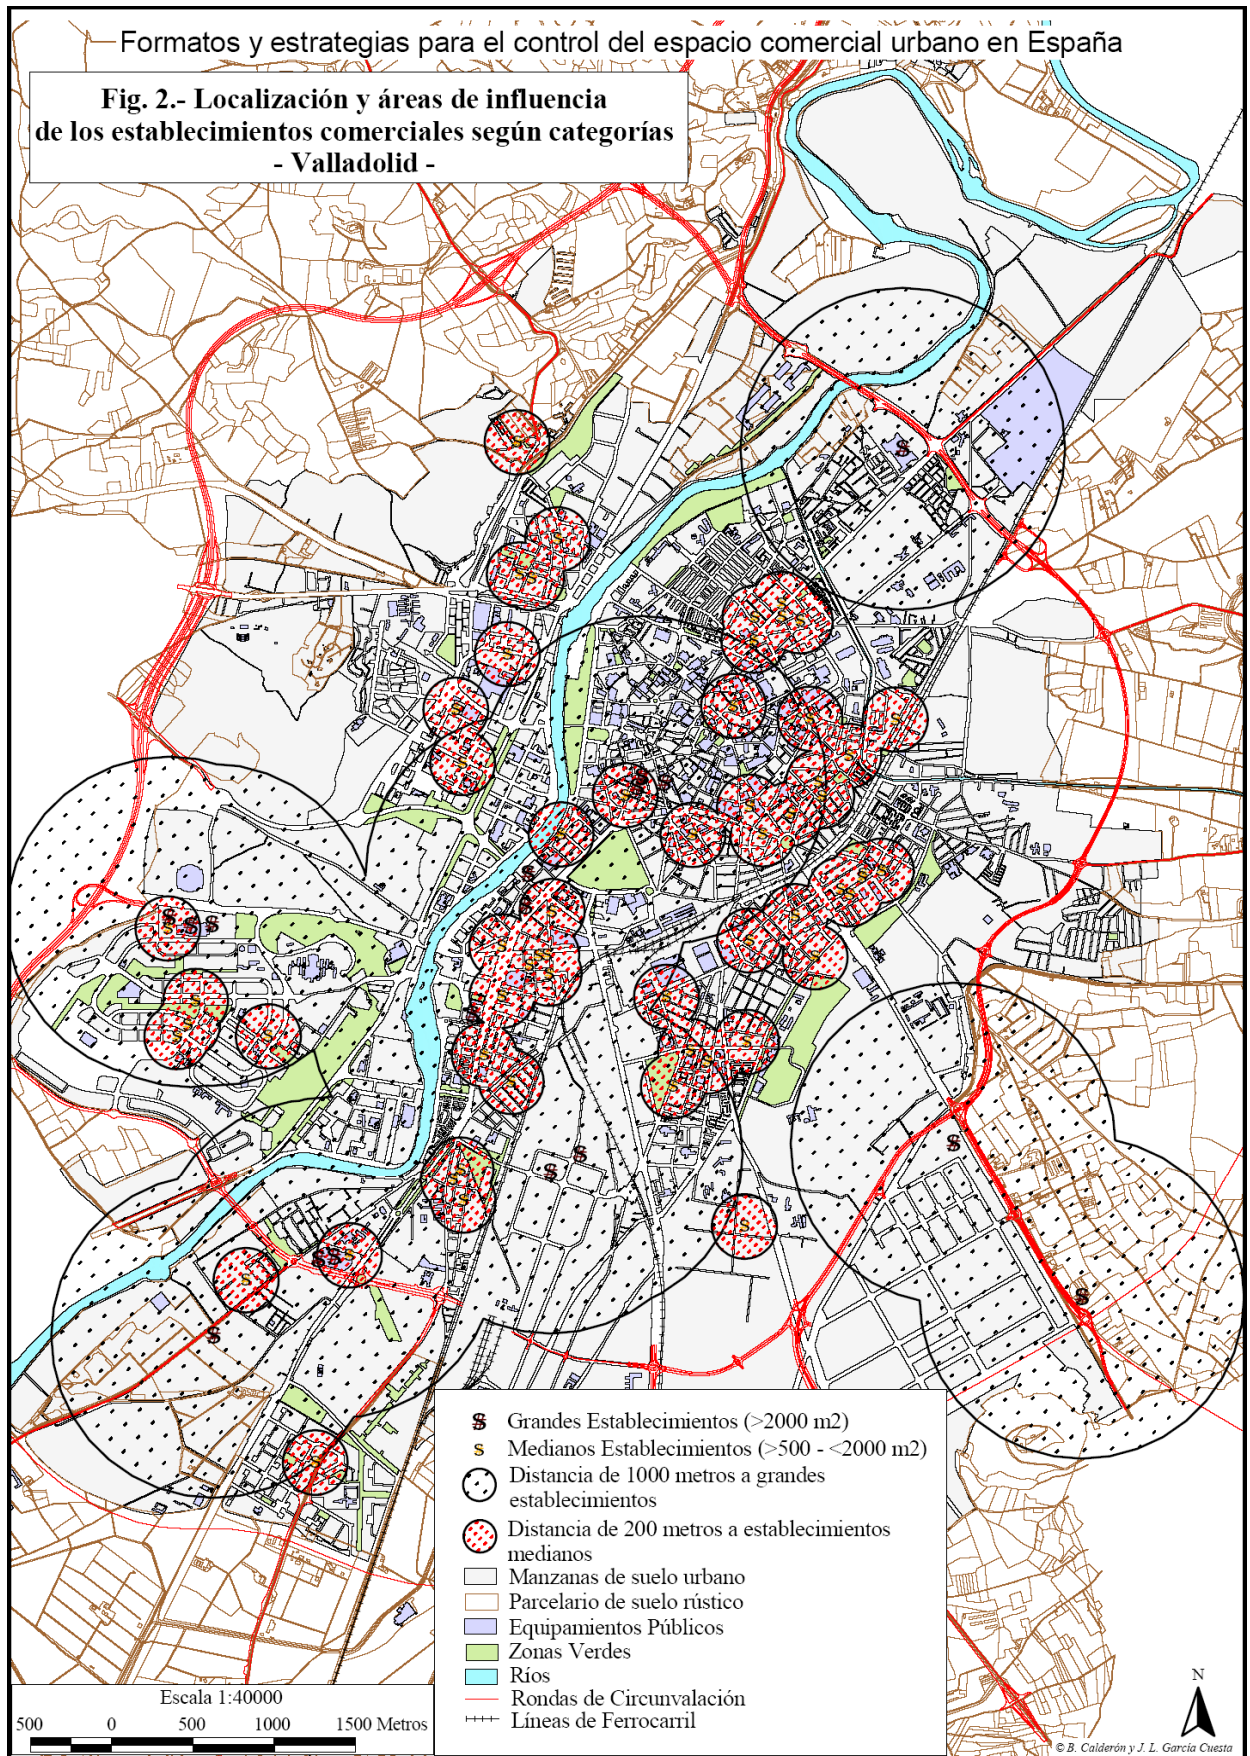 Formatos y estrategias para el control del espacio comercial urbano en España
Fig. 2.- Localización y áreas de influencia
de los establecimientos comerciales según categorías
- Valladolid -
$ Grandes Establecimientos (>2000 m2)
s Medianos Establecimientos (>500 - <2000 m2)
Distancia de 1000 metros a grandes
establecimientos
Distancia de 200 metros a establecimientos
medianos
Manzanas de suelo urbano
Parcelario de suelo rústico
Equipamientos Públicos
Zonas Verdes
Ríos
Rondas de Circunvalación
Líneas de Ferrocarril
Escala 1:40000
500 0 500 1000 1500 Metros
N
© B. Calderón y J. L. García Cuesta